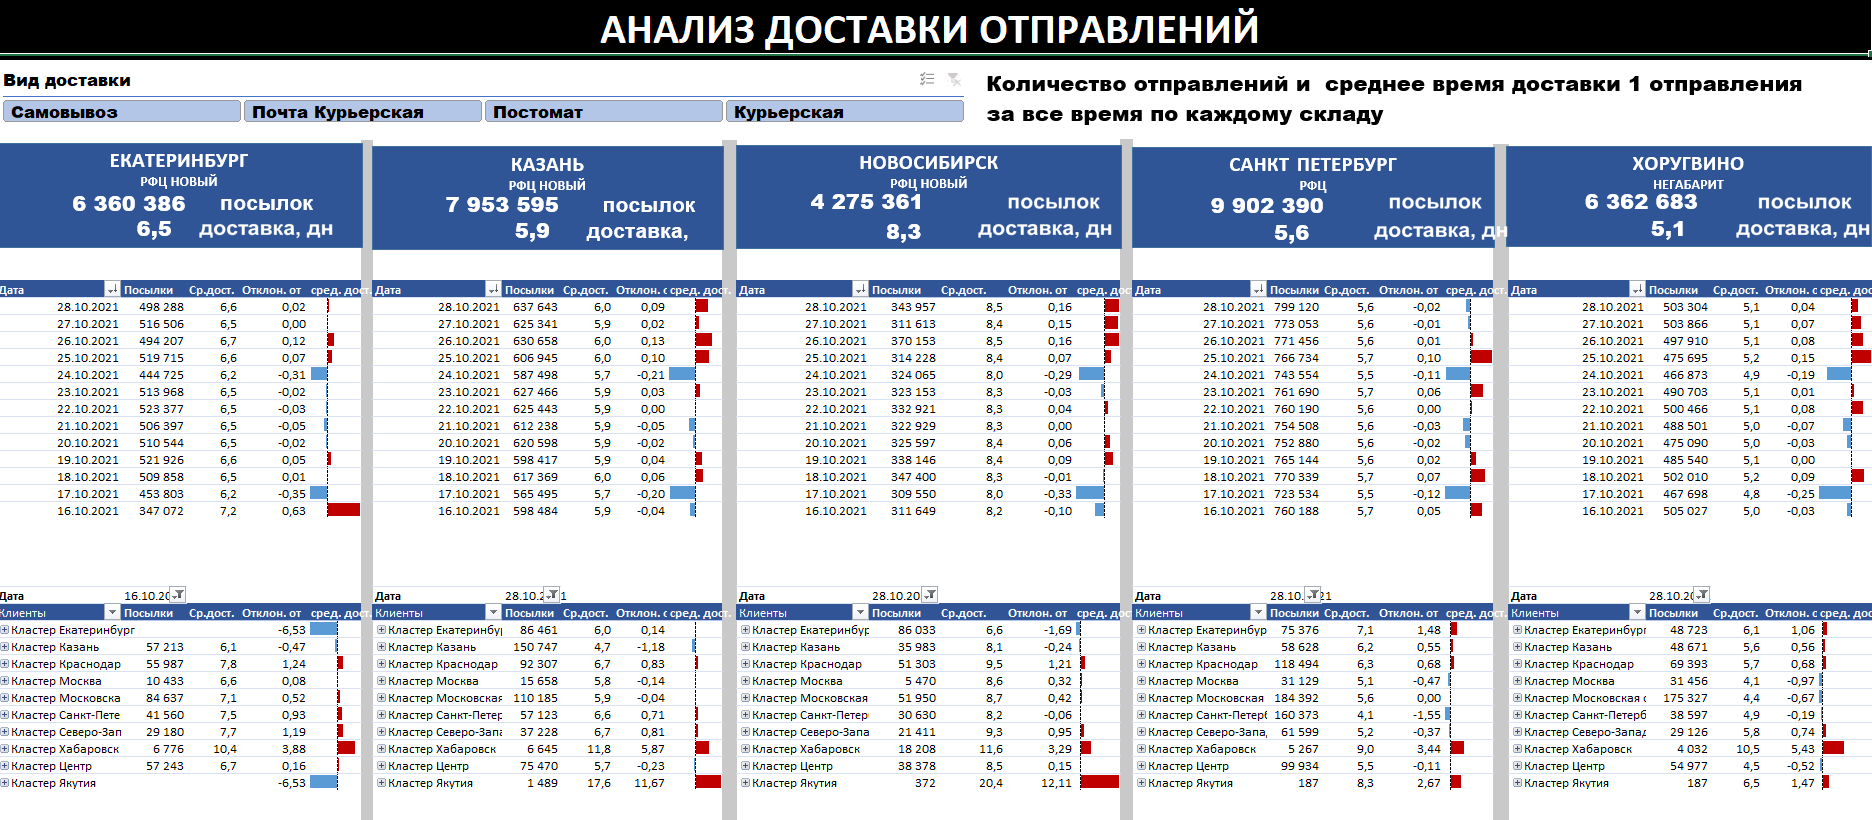 АНАЛИЗ ДОСТАВКИ ОТПРАВЛЕНИЙ
Вид доставки
Самовывоз
Почта Курьерская
Постомат
Курьерская
Количество отправлений и среднее время доставки 1 отправления
за все время по каждому складу
ЕКАТЕРИНБУРГ
РФЦ НОВЫЙ
6 360 386 посылок
6,5 доставка, дн
Дата Посылки Ср.дост. Отклон. от сред. дост.
28.10.2021 498 288 6,6 0,02
27.10.2021 516 506 6,5 0,00
26.10.2021 494 207 6,7 0,12
25.10.2021 519 715 6,6 0,07
24.10.2021 444 725 6,2 -0,31
23.10.2021 513 968 6,5 -0,02
22.10.2021 523 377 6,5 -0,03
21.10.2021 506 397 6,5 -0,05
20.10.2021 510 544 6,5 -0,02
19.10.2021 521 926 6,6 0,05
18.10.2021 509 858 6,5 0,01
17.10.2021 453 803 6,2 -0,35
16.10.2021 347 072 7,2 0,63
Дата 16.10.20
Клиенты Посылки Ср.дост. Отклон. от сред. дост.
Кластер Екатеринбург -6,53
Кластер Казань 57 213 6,1 -0,47
Кластер Краснодар 55 987 7,8 1,24
Кластер Москва 10 433 6,6 0,08
Кластер Московска 84 637 7,1 0,52
Кластер Санкт-Пете 41 560 7,5 0,93
Кластер Северо-Зап 29 180 7,7 1,19
Кластер Хабаровск 6 776 10,4 3,88
Кластер Центр 57 243 6,7 0,16
Кластер Якутия -6,53
КАЗАНЬ
РФЦ НОВЫЙ
7 953 595 посылок
5,9 доставка,
Дата Посылки Ср.дост. Отклон. с сред. дост.
28.10.2021 637 643 6,0 0,09
27.10.2021 625 341 5,9 0,02
26.10.2021 630 658 6,0 0,13
25.10.2021 606 945 6,0 0,10
24.10.2021 587 498 5,7 -0,21
23.10.2021 627 466 5,9 0,03
22.10.2021 625 443 5,9 0,00
21.10.2021 612 238 5,9 -0,05
20.10.2021 620 598 5,9 -0,02
19.10.2021 598 417 5,9 0,04
18.10.2021 617 369 6,0 0,06
17.10.2021 565 495 5,7 -0,20
16.10.2021 598 484 5,9 -0,04
Дата 28.10.2 1
Клиенты Посылки Ср.дост. Отклон. с сред. дост.
Кластер Екатеринбу 86 461 6,0 0,14
Кластер Казань 150 747 4,7 -1,18
Кластер Краснодар 92 307 6,7 0,83
Кластер Москва 15 658 5,8 -0,14
Кластер Московская 110 185 5,9 -0,04
Кластер Санкт-Петер 57 123 6,6 0,71
Кластер Северо-Запа 37 228 6,7 0,81
Кластер Хабаровск 6 645 11,8 5,87
Кластер Центр 75 470 5,7 -0,23
Кластер Якутия 1 489 17,6 11,67
НОВОСИБИРСК
РФЦ НОВЫЙ
4 275 361 посылок
8,3 доставка, дн
Дата Посылки Ср.дост. Отклон. от сред. дост
28.10.2021 343 957 8,5 0,16
27.10.2021 311 613 8,4 0,15
26.10.2021 370 153 8,5 0,16
25.10.2021 314 228 8,4 0,07
24.10.2021 324 065 8,0 -0,29
23.10.2021 323 153 8,3 -0,03
22.10.2021 332 921 8,3 0,04
21.10.2021 322 929 8,3 0,00
20.10.2021 325 597 8,4 0,06
19.10.2021 338 146 8,4 0,09
18.10.2021 347 400 8,3 -0,01
17.10.2021 309 550 8,0 -0,33
16.10.2021 311 649 8,2 -0,10
Дата 28.10.20
Клиенты Посылки Ср.дост. Отклон. от сред. дост
Кластер Екатеринбур 86 033 6,6 -1,69
Кластер Казань 35 983 8,1 -0,24
Кластер Краснодар 51 303 9,5 1,21
Кластер Москва 5 470 8,6 0,32
Кластер Московская 51 950 8,7 0,42
Кластер Санкт-Петер 30 630 8,2 -0,06
Кластер Северо-Запа 21 411 9,3 0,95
Кластер Хабаровск 18 208 11,6 3,29
Кластер Центр 38 378 8,5 0,15
Кластер Якутия 372 20,4 12,11
САНКТ ПЕТЕРБУРГ
РФЦ
9 902 390 посылок
5,6 доставка, дн
Дата Посылки Ср.дост. Отклон. от сред. дост.
28.10.2021 799 120 5,6 -0,02
27.10.2021 773 053 5,6 -0,01
26.10.2021 771 456 5,6 0,01
25.10.2021 766 734 5,7 0,10
24.10.2021 743 554 5,5 -0,11
23.10.2021 761 690 5,7 0,06
22.10.2021 760 190 5,6 0,00
21.10.2021 754 508 5,6 -0,03
20.10.2021 752 880 5,6 -0,02
19.10.2021 765 144 5,6 0,02
18.10.2021 770 339 5,7 0,07
17.10.2021 723 534 5,5 -0,12
16.10.2021 760 188 5,7 0,05
Дата 28.10. 21
Клиенты Посылки Ср.дост. Отклон. от сред. дост.
Кластер Екатеринбур 75 376 7,1 1,48
Кластер Казань 58 628 6,2 0,55
Кластер Краснодар 118 494 6,3 0,68
Кластер Москва 31 129 5,1 -0,47
Кластер Московская 184 392 5,6 0,00
Кластер Санкт-Петерб 160 373 4,1 -1,55
Кластер Северо-Запад 61 599 5,2 -0,37
Кластер Хабаровск 5 267 9,0 3,44
Кластер Центр 99 934 5,5 -0,11
Кластер Якутия 187 8,3 2,67
ХОРУГВИНО
НЕГАБАРИТ
6 362 683 посылок
5,1 доставка, дн
Дата Посылки Ср.дост. Отклон. с сред. дос
28.10.2021 503 304 5,1 0,04
27.10.2021 503 866 5,1 0,07
26.10.2021 497 910 5,1 0,08
25.10.2021 475 695 5,2 0,15
24.10.2021 466 873 4,9 -0,19
23.10.2021 490 703 5,1 0,01
22.10.2021 500 466 5,1 0,08
21.10.2021 488 501 5,0 -0,07
20.10.2021 475 090 5,0 -0,03
19.10.2021 485 540 5,1 0,00
18.10.2021 502 010 5,2 0,09
17.10.2021 467 698 4,8 -0,25
16.10.2021 505 027 5,0 -0,03
Дата 28.10.20
Клиенты Посылки Ср.дост. Отклон. с сред. дос
Кластер Екатеринбург 48 723 6,1 1,06
Кластер Казань 48 671 5,6 0,56
Кластер Краснодар 69 393 5,7 0,68
Кластер Москва 31 456 4,1 -0,97
Кластер Московская о 175 327 4,4 -0,67
Кластер Санкт-Петерб 38 597 4,9 -0,19
Кластер Северо-Запад 29 126 5,8 0,74
Кластер Хабаровск 4 032 10,5 5,43
Кластер Центр 54 977 4,5 -0,52
Кластер Якутия 187 6,5 1,47